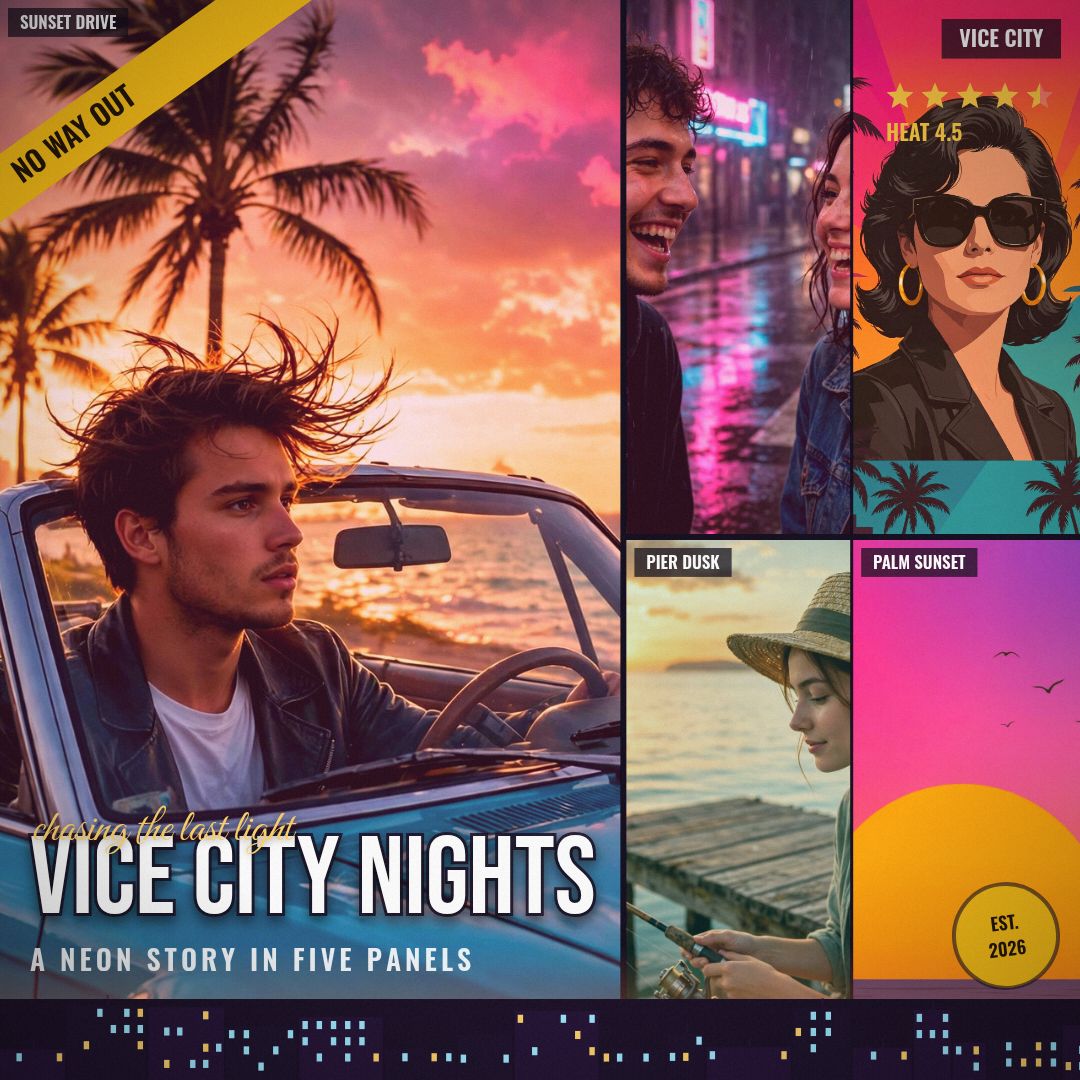 SUNSET DRIVE
NO WAY OUT
VICE CITY
HEAT 4.5
PIER DUSK
PALM SUNSET
chasing the last light
VICE CITY NIGHTS
A NEON STORY IN FIVE PANELS
EST.
2026